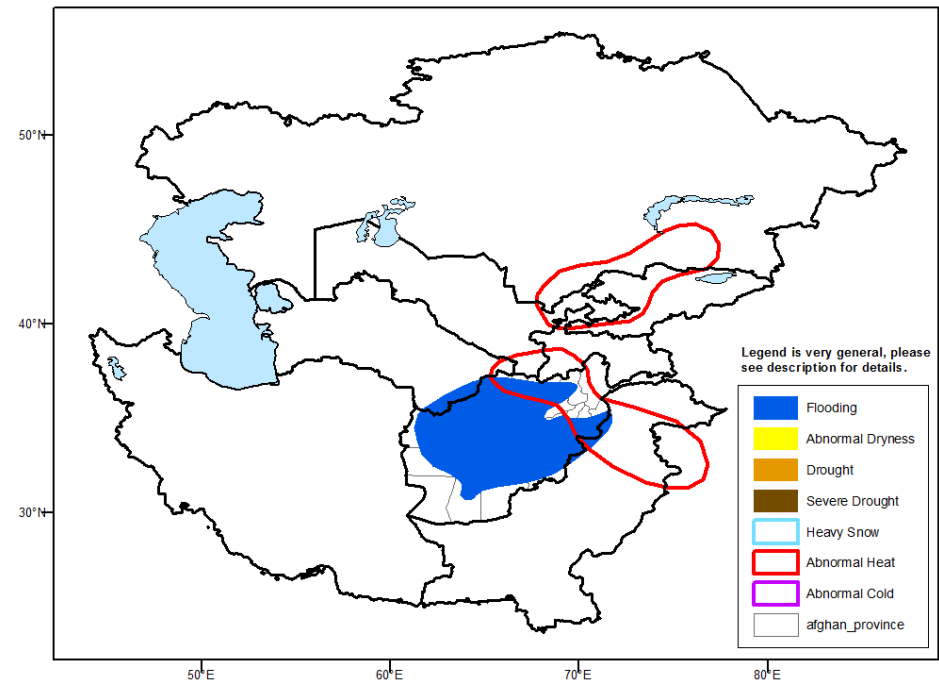 50°N
40°N
30°N
Legend is very general, please
see description for details.
Flooding
Abnormal Dryness
Drought
Severe Drought
Heavy Snow
Abnormal Heat
Abnormal Cold
afghan_province
50°E
60°E
70°E
80°E